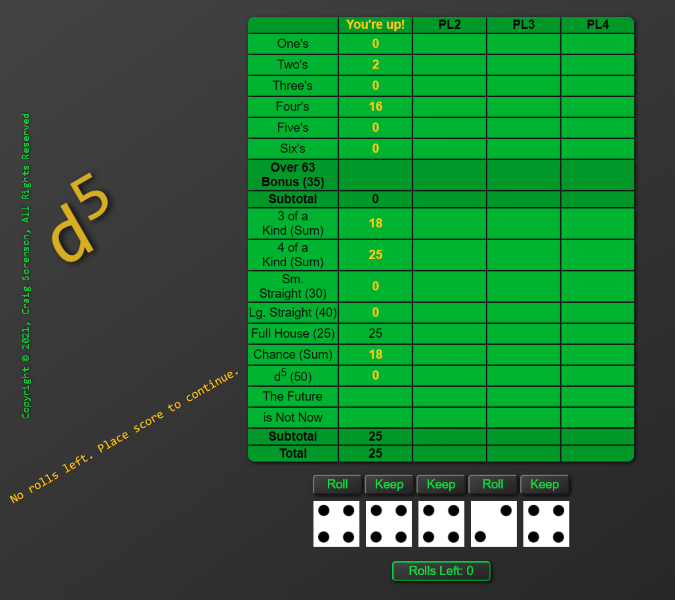 You're up! PL2 PL3 PL4
One's 0
Two's 2
Three's 0
Four's 16
Five's 0
Six's 0
Over 63
Bonus (35)
Subtotal 0
3 of a
Kind (Sum) 18
4 of a
Kind (Sum) 25
Sm.
Straight (30) 0
Lg. Straight (40) 0
Full House (25) 25
Chance (Sum) 18
d5 (50) 0
The Future
is Not Now
Subtotal 25
Total 25
Copyright © 2021, Craig Sorenson, All Rights Reserved
d5
No rolls left. Place score to continue.
Roll Keep Keep Roll Keep
Rolls Left: 0